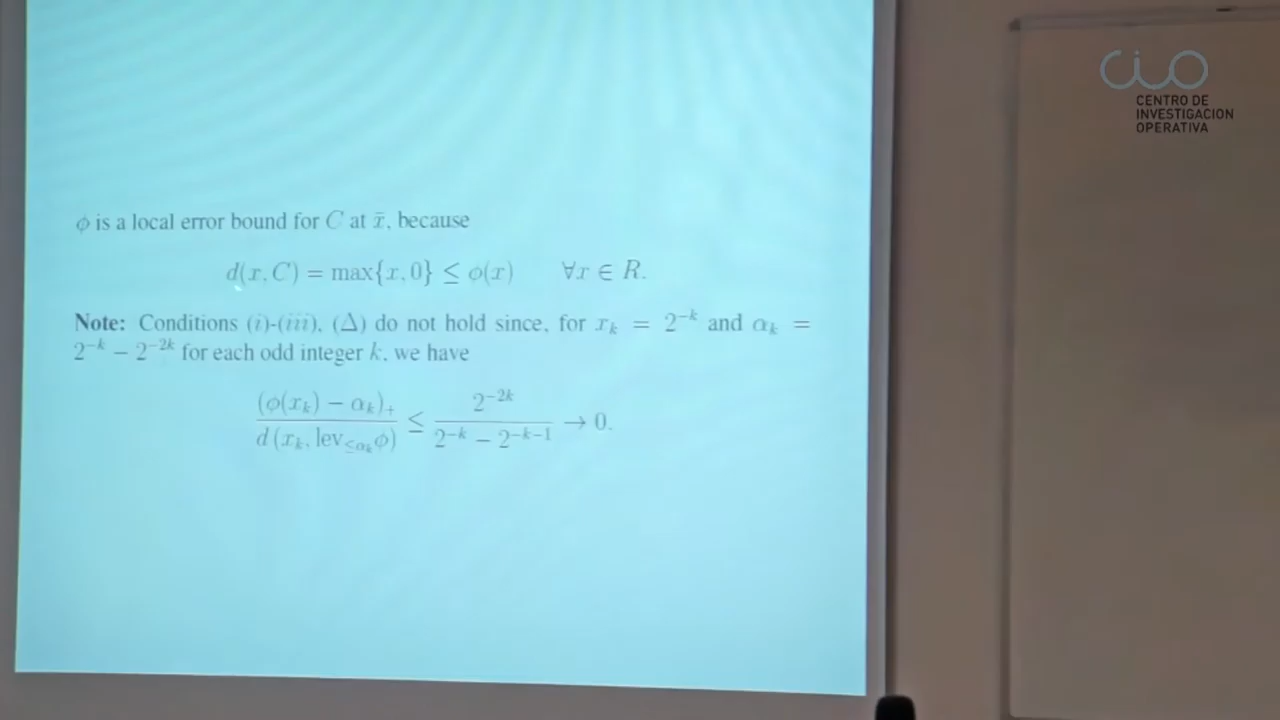 φ is a local error bound for C at x̄, because
d(x, C) = max{x, 0} ≤ φ(x) ∀x ∈ R.
Note: Conditions (i)-(iii), (Δ) do not hold since, for x_k = 2^{-k} and α_k =
2^{-k} − 2^{-2k} for each odd integer k, we have
(φ(x_k) − α_k)_+ / d(x_k, lev_{≤α_k}φ) ≤ 2^{-2k} / (2^{-k} − 2^{-k-1}) → 0.
cio
CENTRO DE
INVESTIGACION
OPERATIVA